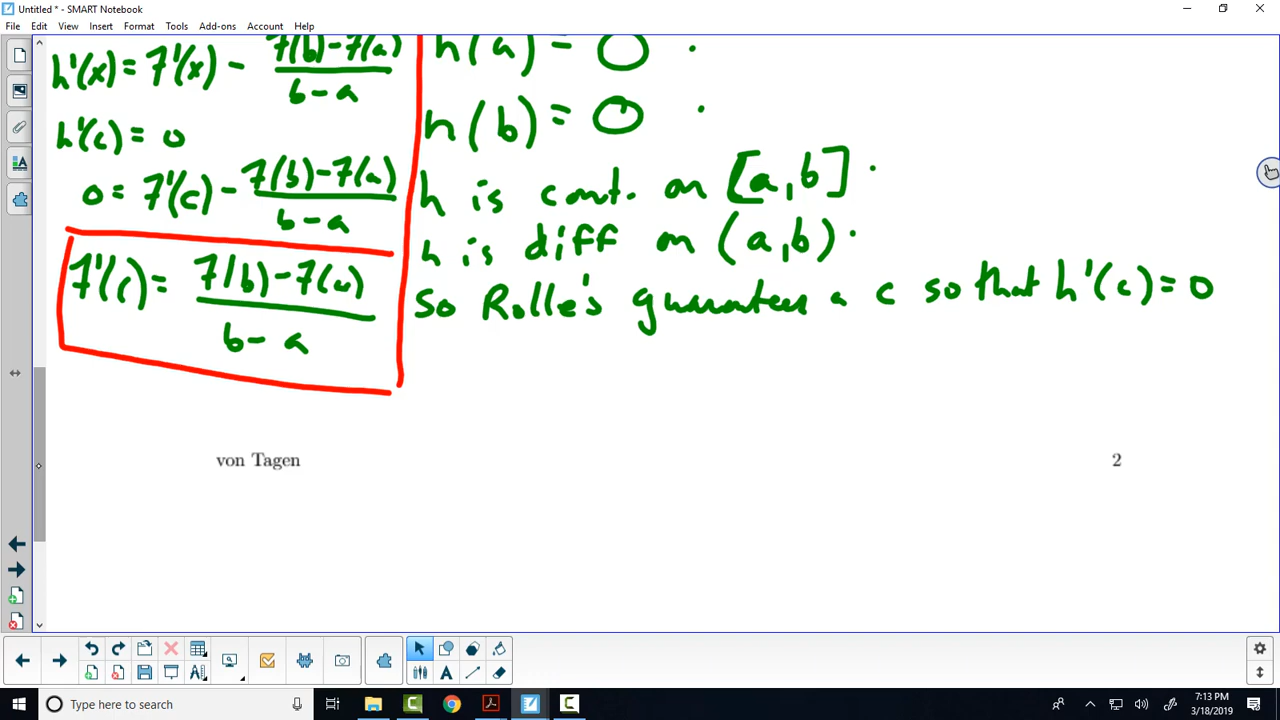 Untitled * - SMART Notebook
File Edit View Insert Format Tools Add-ons Account Help
h'(x) = f'(x) - f(b)-f(a) / b-a
h'(c) = 0
0 = f'(c) - f(b)-f(a) / b-a
f'(c) = f(b)-f(a) / b-a
h(a) = 0 .
h(b) = 0 .
h is cont. on [a,b] .
h is diff on (a,b) .
So Rolle's guarantees a c so that h'(c) = 0
von Tagen 2
Type here to search
7:13 PM
3/18/2019